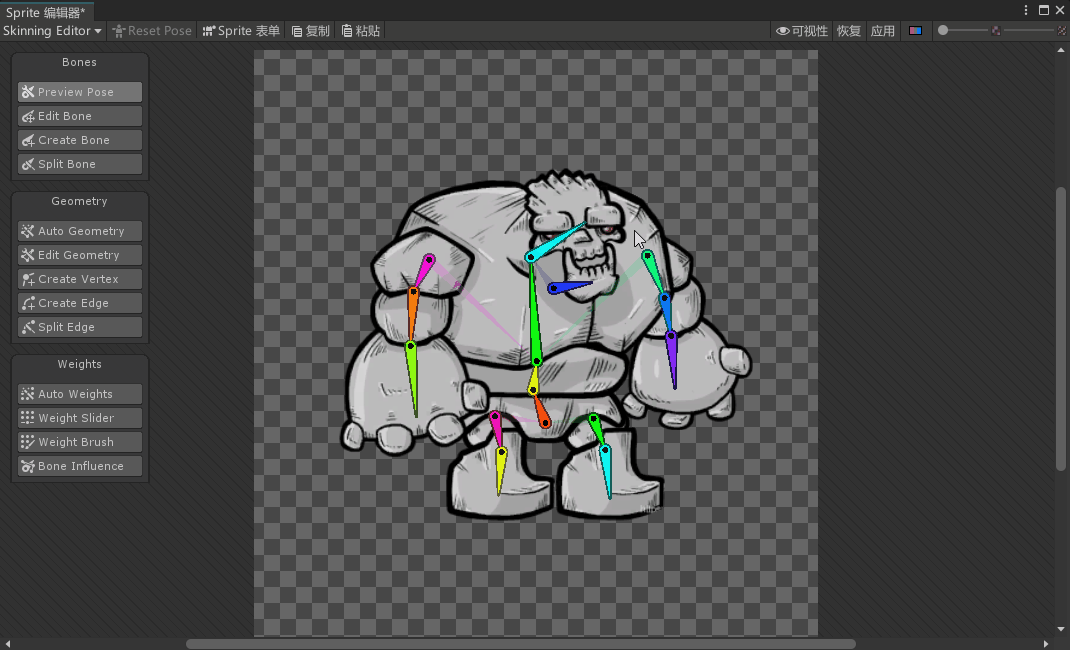 Sprite 编辑器*
Skinning Editor
Reset Pose
Sprite 表单
复制
粘贴
可视性
恢复
应用
Bones
Preview Pose
Edit Bone
Create Bone
Split Bone
Geometry
Auto Geometry
Edit Geometry
Create Vertex
Create Edge
Split Edge
Weights
Auto Weights
Weight Slider
Weight Brush
Bone Influence